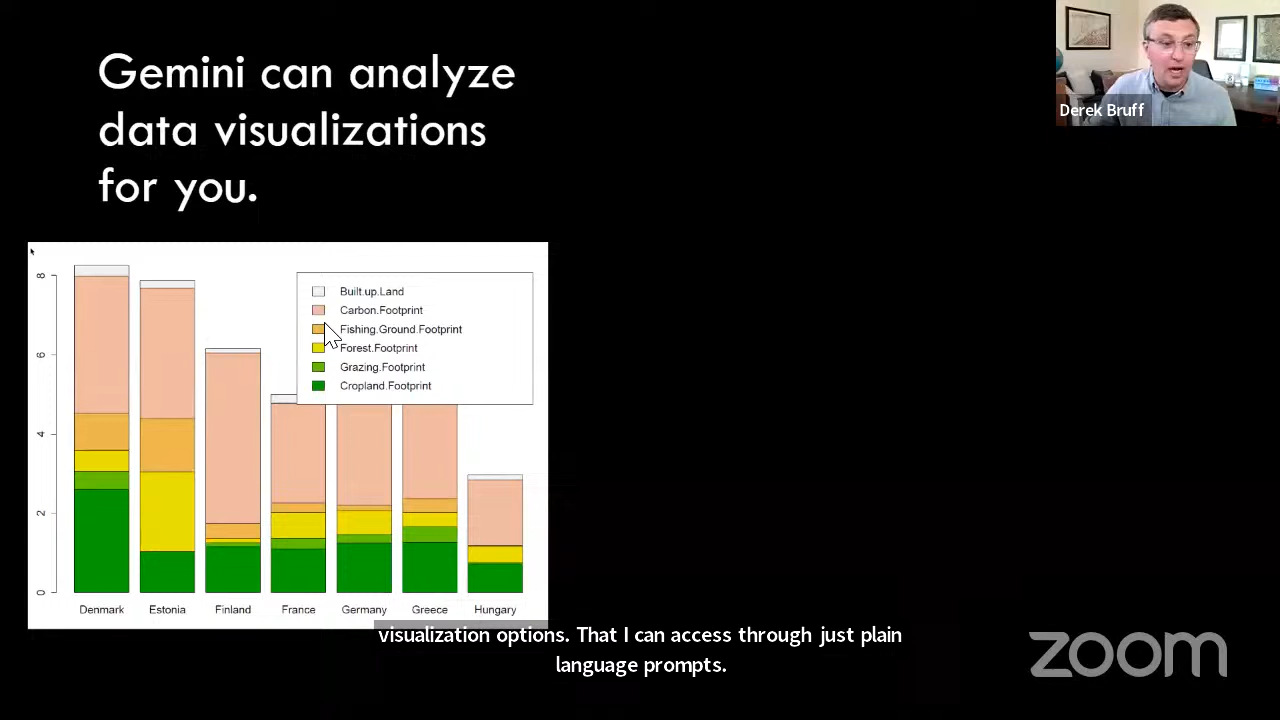 Gemini can analyze
data visualizations
for you.
Derek Bruff
8
6
4
2
0
Built.up.Land
Carbon.Footprint
Fishing.Ground.Footprint
Forest.Footprint
Grazing.Footprint
Cropland.Footprint
Denmark Estonia Finland France Germany Greece Hungary
visualization options. That I can access through just plain
language prompts.
zoom